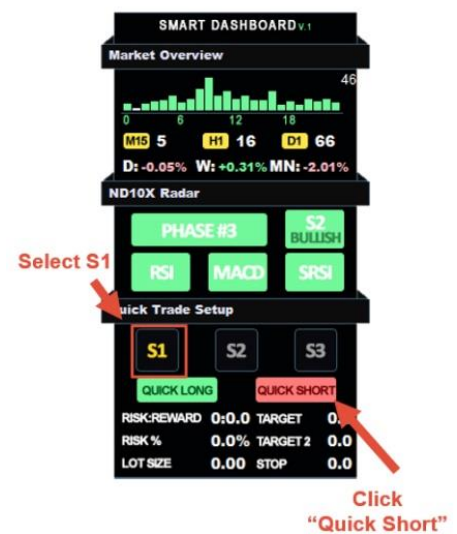 SMART DASHBOARD V.1
Market Overview
46
0 6 12 18
M15 5 H1 16 D1 66
D: -0.05% W: +0.31% MN: -2.01%
ND10X Radar
PHASE #3 S2 BULLISH
Select S1
RSI MACD SRSI
uick Trade Setup
S1 S2 S3
QUICK LONG QUICK SHORT
RISK:REWARD 0:0.0 TARGET 0.
RISK % 0.0% TARGET 2 0.0
LOT SIZE 0.00 STOP 0.0
Click
"Quick Short"